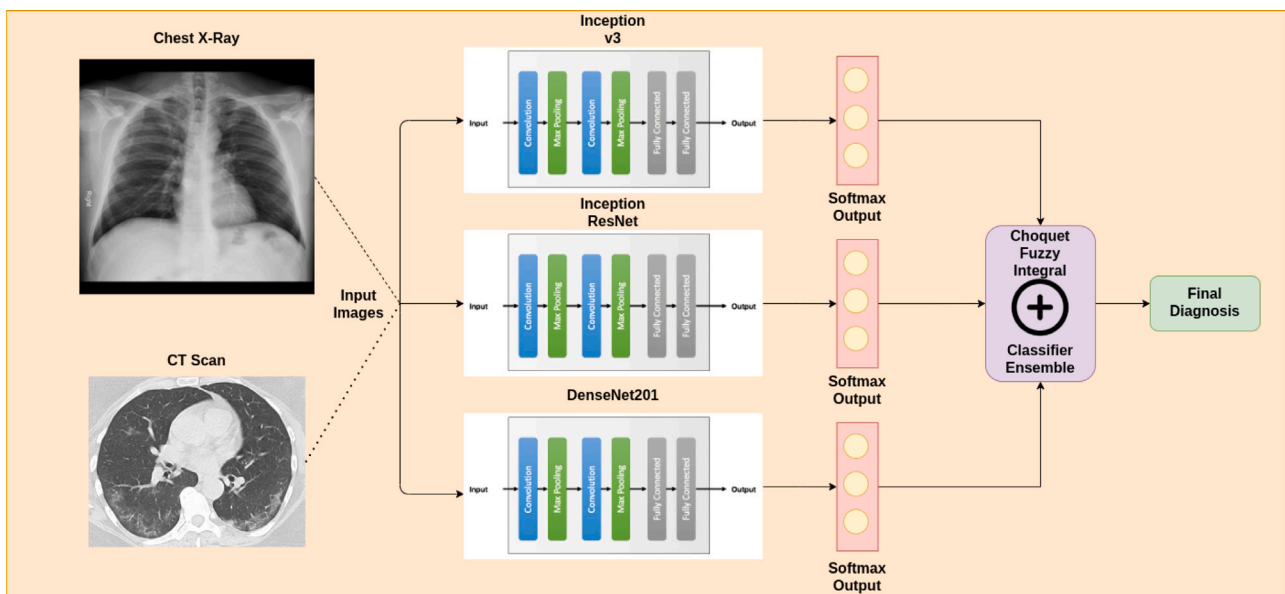 Chest X-Ray
Right
CT Scan
Input
Images
Inception
v3
Input
Convolution
Max Pooling
Convolution
Max Pooling
Fully Connected
Fully Connected
Output
Softmax
Output
Inception
ResNet
Input
Convolution
Max Pooling
Convolution
Max Pooling
Fully Connected
Fully Connected
Output
Softmax
Output
DenseNet201
Input
Convolution
Max Pooling
Convolution
Max Pooling
Fully Connected
Fully Connected
Output
Softmax
Output
Choquet
Fuzzy
Integral
Classifier
Ensemble
Final
Diagnosis